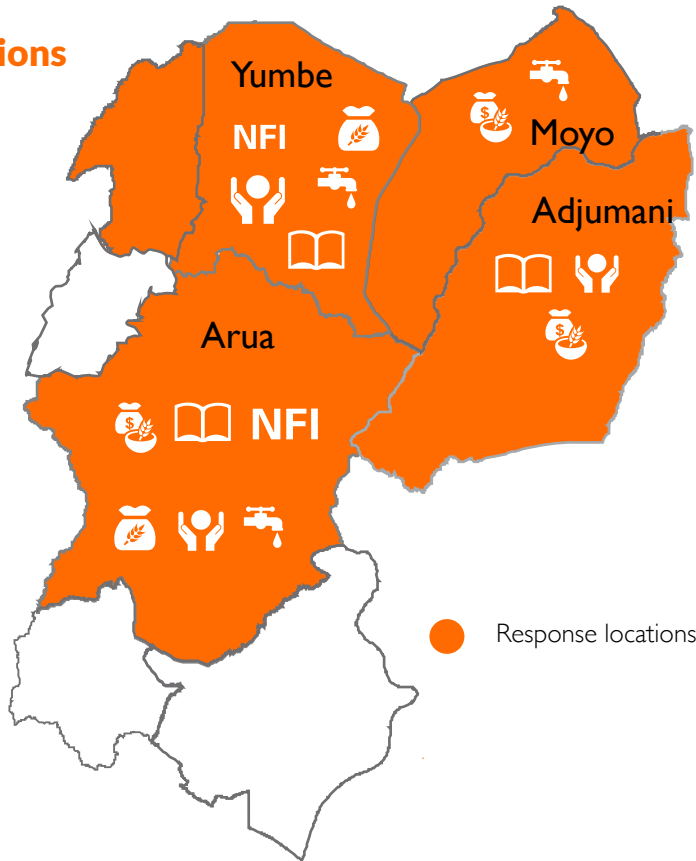 ions
Yumbe
NFI
Moyo
Adjumani
Arua
$
$
$
NFI
Response locations